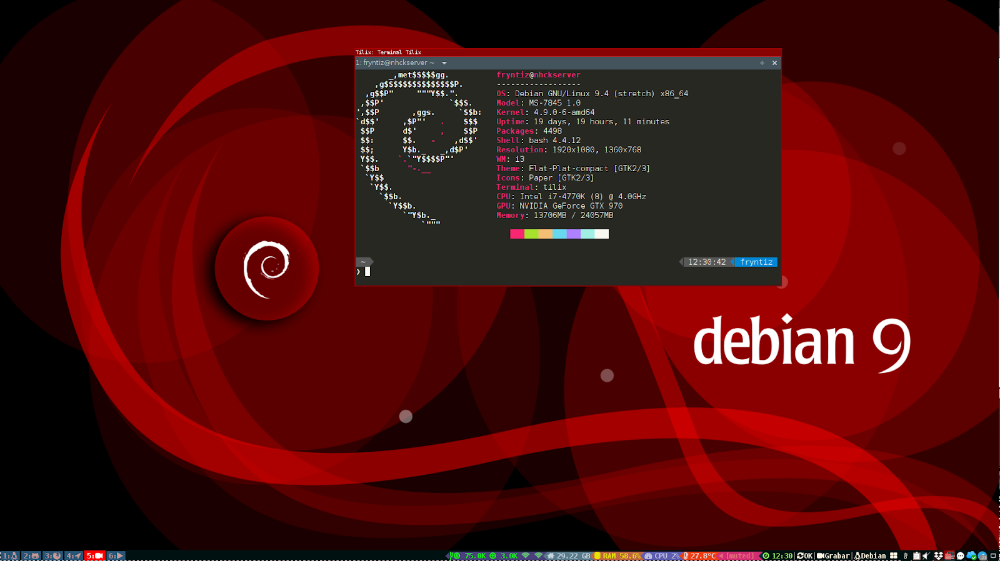 Tilix: Terminal Tilix
1: fryntiz@nhckserver ~
_,met$$$$$gg.
,g$$$$$$$$$$$$$$$P.
,g$$P"     """Y$$.".
,$$P'              `$$$.
',$$P       ,ggs.     `$$b:
`d$$'     ,$P"'   .    $$$
$$P      d$'     ,    $$P
$$:      $$.   -    ,d$$'
$$;      Y$b._   _,d$P'
Y$$.    `.`"Y$$$$P"'
`$$b      "-.__
`Y$$
`Y$$.
`$$b.
`Y$$b.
`"Y$b._
`"""
fryntiz@nhckserver
------------------
OS: Debian GNU/Linux 9.4 (stretch) x86_64
Model: MS-7845 1.0
Kernel: 4.9.0-6-amd64
Uptime: 19 days, 19 hours, 11 minutes
Packages: 4498
Shell: bash 4.4.12
Resolution: 1920x1080, 1360x768
WM: i3
Theme: Flat-Plat-compact [GTK2/3]
Icons: Paper [GTK2/3]
Terminal: tilix
CPU: Intel i7-4770K (8) @ 4.0GHz
GPU: NVIDIA GeForce GTX 970
Memory: 13706MB / 24057MB
~ 12:30:42 fryntiz
❯
debian 9
1: 2: 3: 4: 5: 6: 75.0K 3.0K 29.22 GB RAM 58.6% CPU 2% 27.8°C [muted] 12:30 OK Grabar Debian